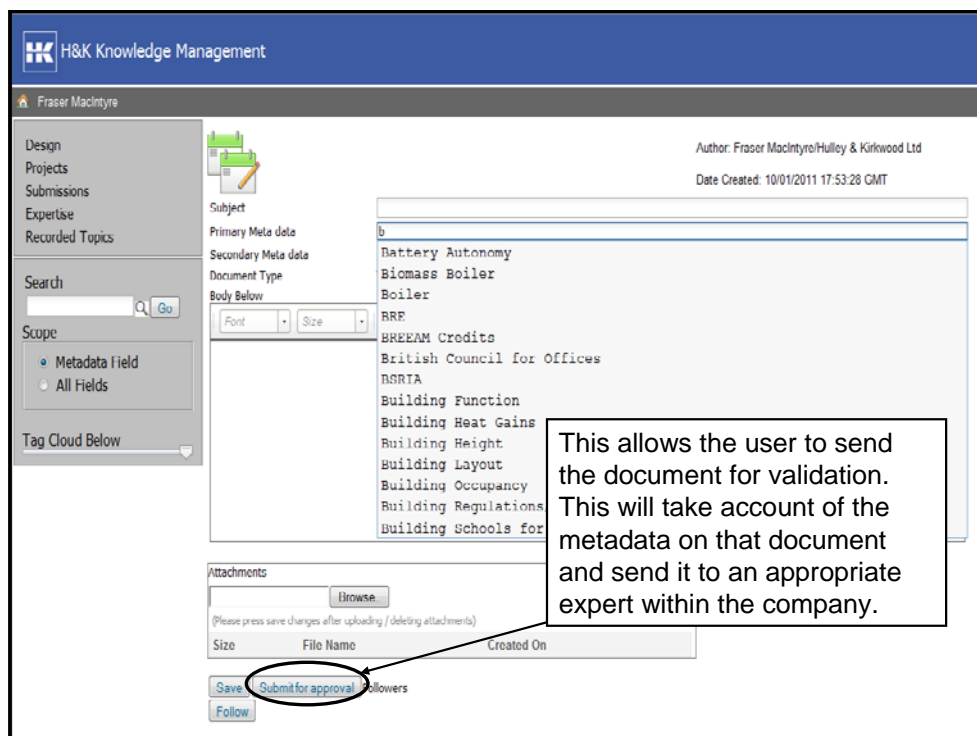 HK H&K Knowledge Management
Fraser MacIntyre
Design
Projects
Submissions
Expertise
Recorded Topics
Search
Go
Scope
Metadata Field
All Fields
Tag Cloud Below
Author: Fraser MacIntyre/Hulley & Kirkwood Ltd
Date Created: 10/01/2011 17:53:28 GMT
Subject
Primary Meta data b
Secondary Meta data
Document Type
Body Below
Font Size
Battery Autonomy
Biomass Boiler
Boiler
BRE
BREEAM Credits
British Council for Offices
BSRIA
Building Function
Building Heat Gains
Building Height
Building Layout
Building Occupancy
Building Regulations
Building Schools for
This allows the user to send
the document for validation.
This will take account of the
metadata on that document
and send it to an appropriate
expert within the company.
Attachments
Browse...
(Please press save changes after uploading / deleting attachments)
Size File Name Created On
Save Submit for approval Followers
Follow